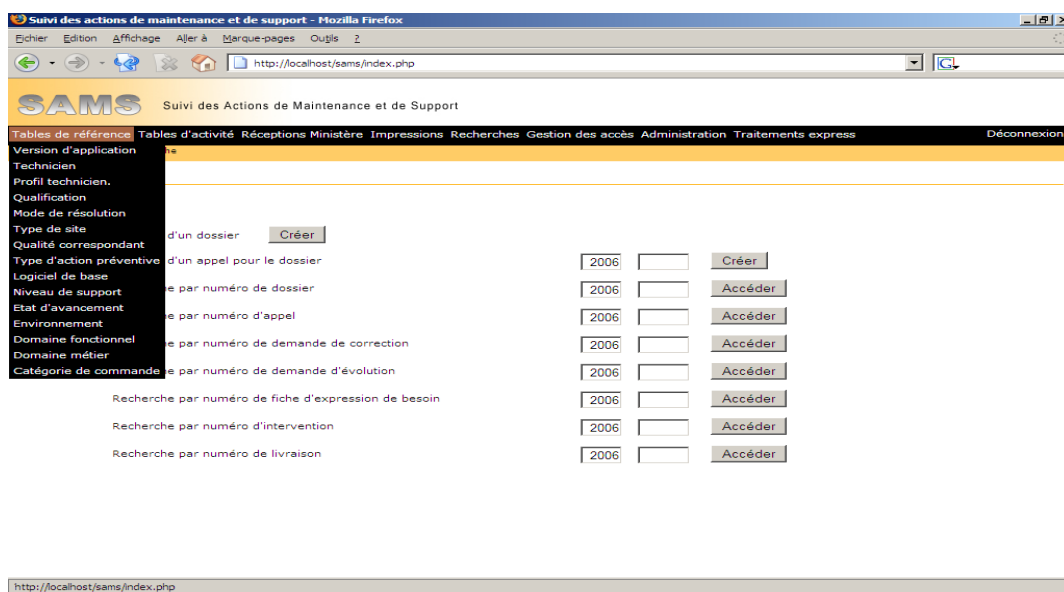 Suivi des actions de maintenance et de support - Mozilla Firefox
Fichier Edition Affichage Aller à Marque-pages Outils ?
http://localhost/sams/index.php
G
SAMS Suivi des Actions de Maintenance et de Support
Tables de référence Tables d'activité Réceptions Ministère Impressions Recherches Gestion des accès Administration Traitements express Déconnexion
Version d'application he
Technicien
Profil technicien.
Qualification
Mode de résolution
Type de site d'un dossier Créer
Qualité correspondant
Type d'action préventive d'un appel pour le dossier 2006 Créer
Logiciel de base
Niveau de support e par numéro de dossier 2006 Accéder
Etat d'avancement
Environnement e par numéro d'appel 2006 Accéder
Domaine fonctionnel e par numéro de demande de correction 2006 Accéder
Domaine métier
Catégorie de commande e par numéro de demande d'évolution 2006 Accéder
Recherche par numéro de fiche d'expression de besoin 2006 Accéder
Recherche par numéro d'intervention 2006 Accéder
Recherche par numéro de livraison 2006 Accéder
http://localhost/sams/index.php